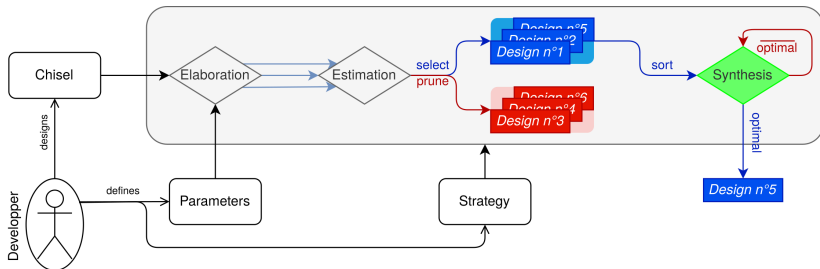 Design n°5
Design n°2
Design n°1
Chisel
Elaboration
Estimation
select
prune
sort
Synthesis
optimal
Design n°6
Design n°4
Design n°3
designs
optimal
Developper
defines
Parameters
Strategy
Design n°5